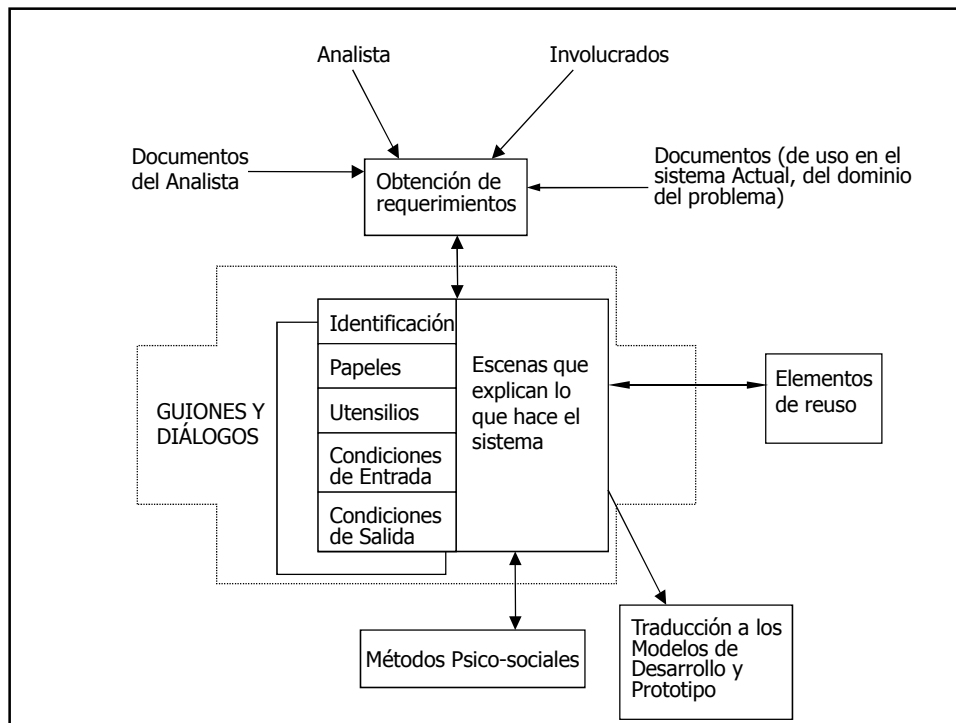 Analista
Involucrados
Documentos
del Analista
Obtención de
requerimientos
Documentos (de uso en el
sistema Actual, del dominio
del problema)
GUIONES Y
DIÁLOGOS
Identificación
Papeles
Utensilios
Condiciones
de Entrada
Condiciones
de Salida
Escenas que
explican lo
que hace el
sistema
Elementos
de reuso
Métodos Psico-sociales
Traducción a los
Modelos de
Desarrollo y
Prototipo